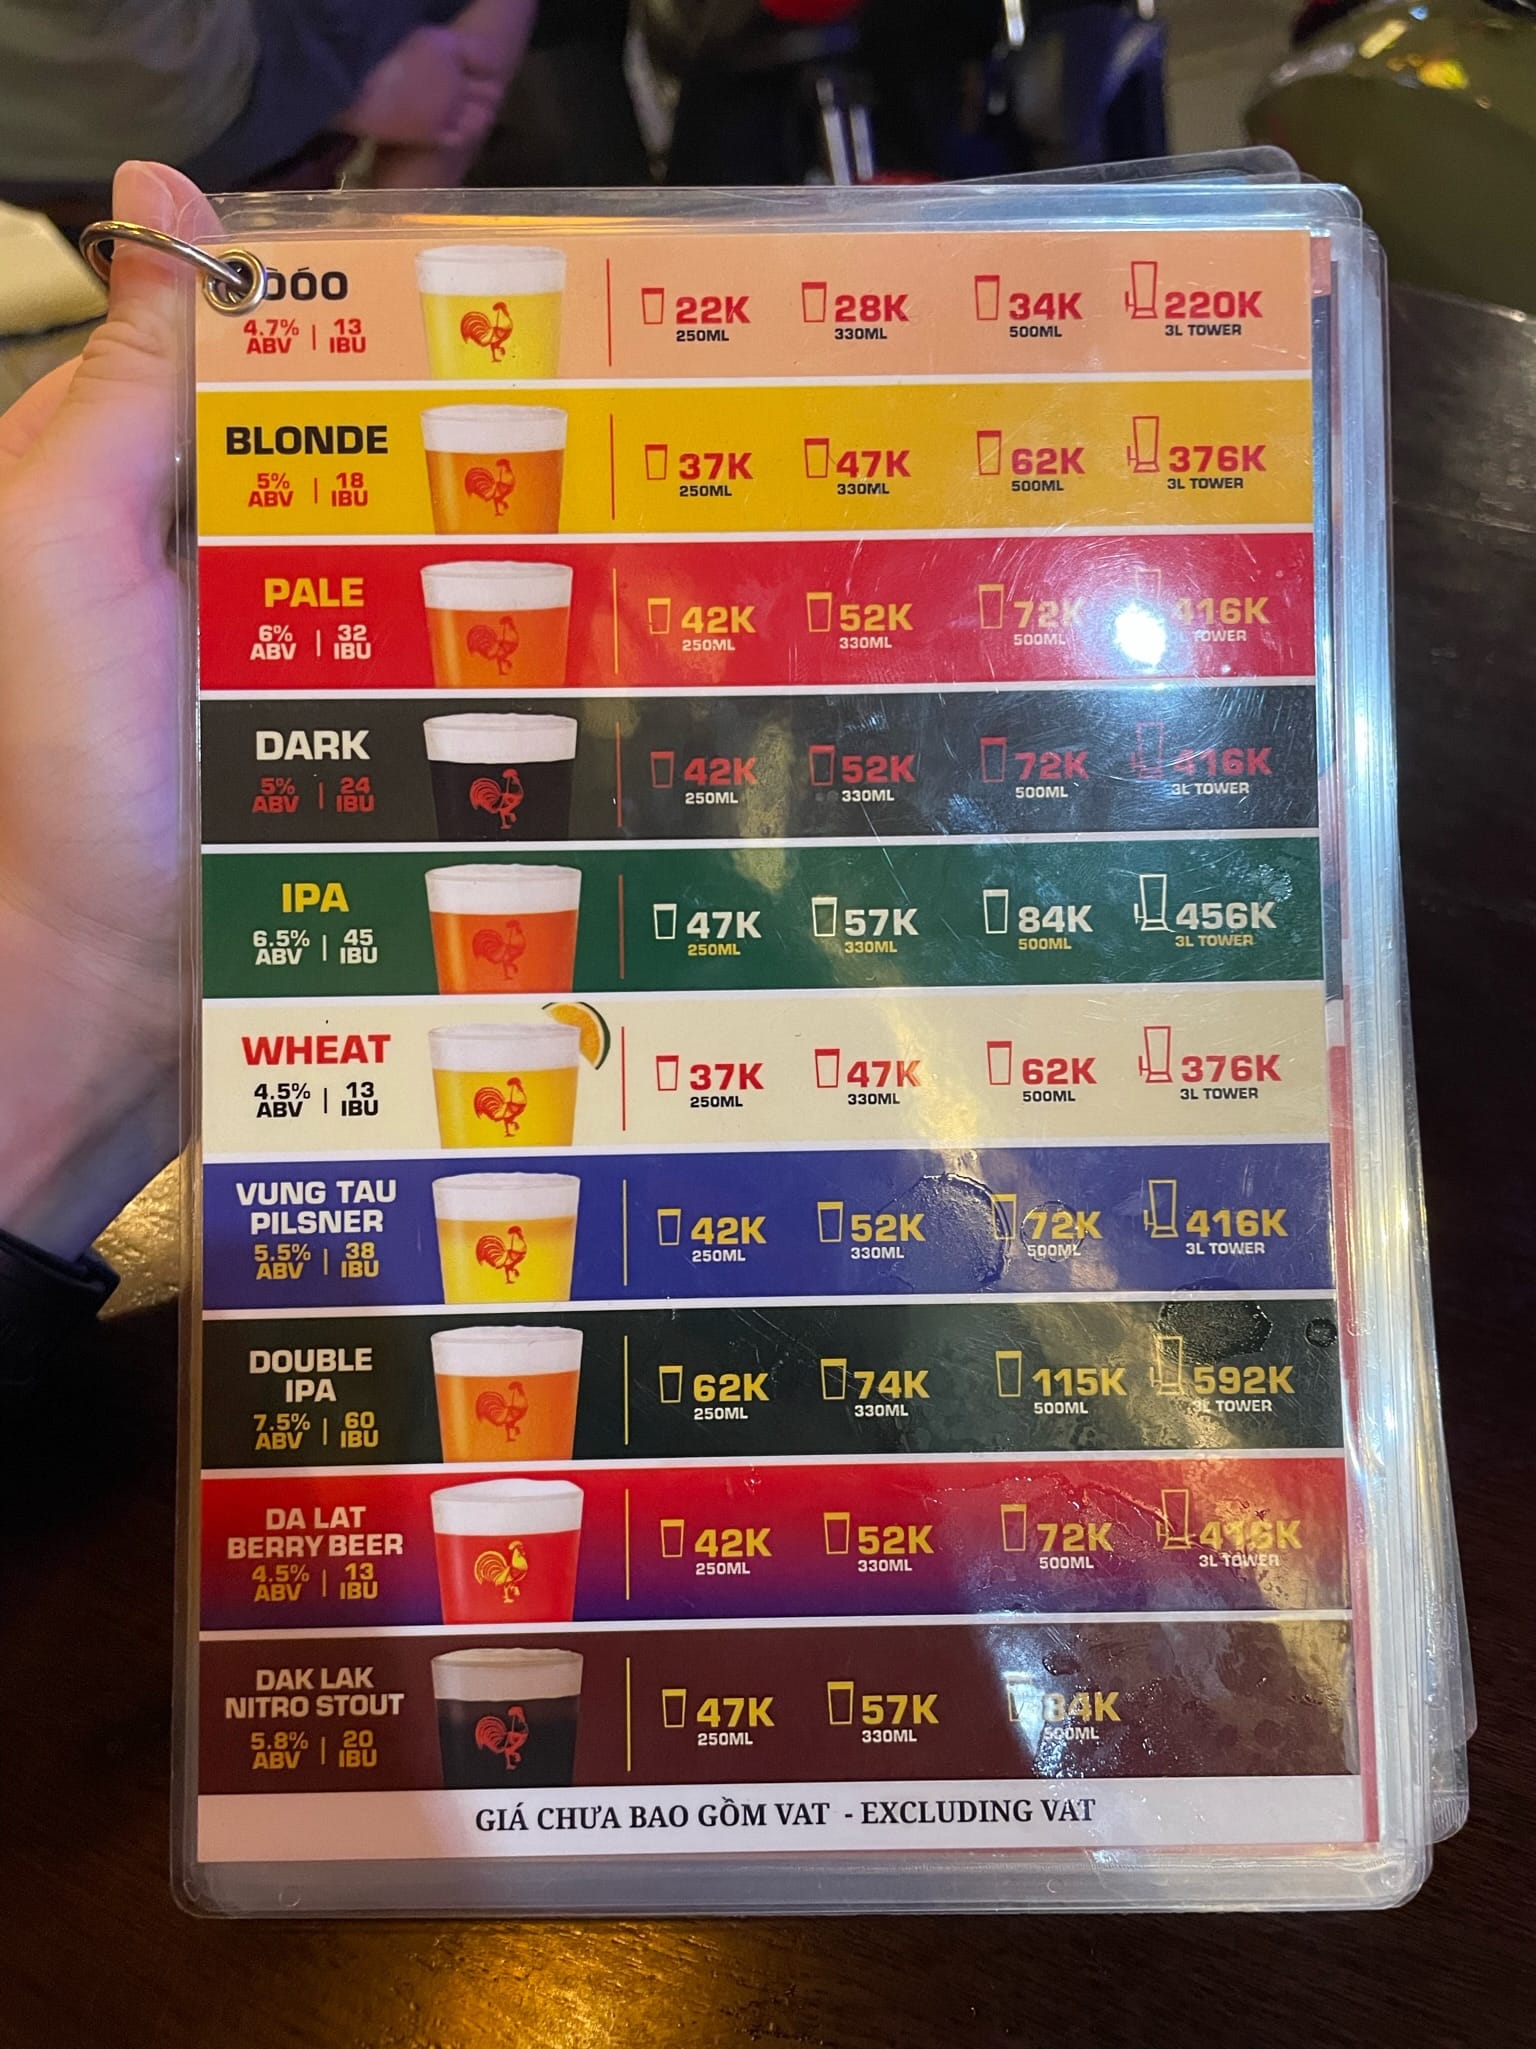 ÒÓO
4.7% ABV | 13 IBU
22K 250ML 28K 330ML 34K 500ML 220K 3L TOWER
BLONDE
5% ABV | 18 IBU
37K 250ML 47K 330ML 62K 500ML 376K 3L TOWER
PALE
6% ABV | 32 IBU
42K 250ML 52K 330ML 72K 500ML 416K 3L TOWER
DARK
5% ABV | 24 IBU
42K 250ML 52K 330ML 72K 500ML 416K 3L TOWER
IPA
6.5% ABV | 45 IBU
47K 250ML 57K 330ML 84K 500ML 456K 3L TOWER
WHEAT
4.5% ABV | 13 IBU
37K 250ML 47K 330ML 62K 500ML 376K 3L TOWER
VUNG TAU
PILSNER
5.5% ABV | 38 IBU
42K 250ML 52K 330ML 72K 500ML 416K 3L TOWER
DOUBLE
IPA
7.5% ABV | 60 IBU
62K 250ML 74K 330ML 115K 500ML 592K 3L TOWER
DA LAT
BERRY BEER
4.5% ABV | 13 IBU
42K 250ML 52K 330ML 72K 500ML 416K 3L TOWER
DAK LAK
NITRO STOUT
5.8% ABV | 20 IBU
47K 250ML 57K 330ML 84K 500ML
GIÁ CHƯA BAO GỒM VAT - EXCLUDING VAT